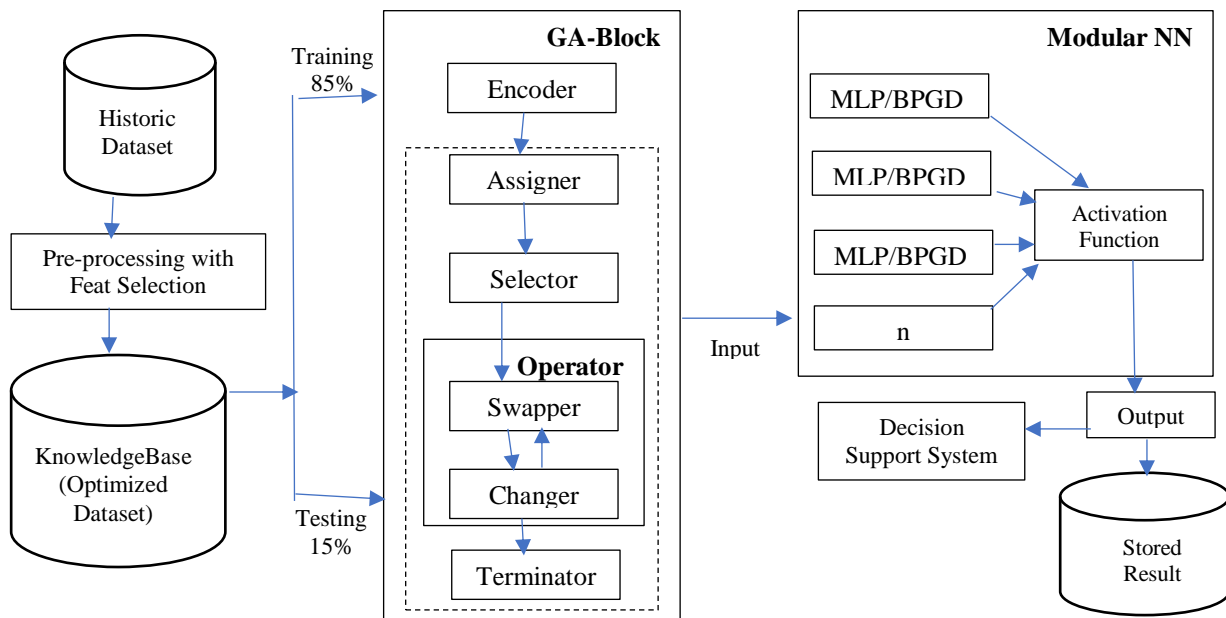 Historic
Dataset
Pre-processing with
Feat Selection
KnowledgeBase
(Optimized
Dataset)
Training
85%
Testing
15%
GA-Block
Encoder
Assigner
Selector
Operator
Swapper
Changer
Terminator
Input
Modular NN
MLP/BPGD
MLP/BPGD
MLP/BPGD
n
Activation
Function
Output
Decision
Support System
Stored
Result